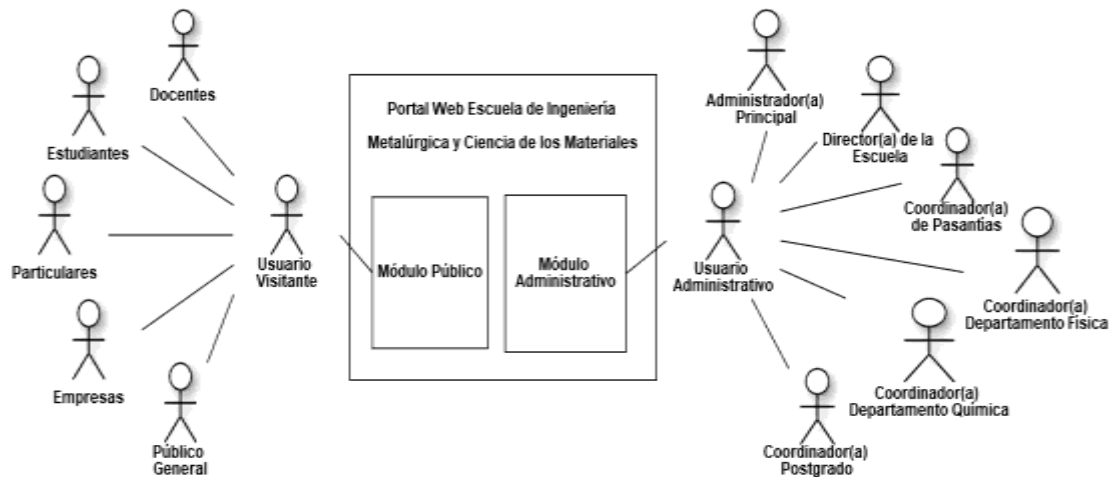 Docentes
Estudiantes
Particulares
Empresas
Público
General
Usuario
Visitante
Portal Web Escuela de Ingeniería
Metalúrgica y Ciencia de los Materiales
Módulo Público
Módulo
Administrativo
Usuario
Administrativo
Administrador(a)
Principal
Director(a) de la
Escuela
Coordinador(a)
de Pasantías
Coordinador(a)
Departamento Física
Coordinador(a)
Departamento Química
Coordinador(a)
Postgrado